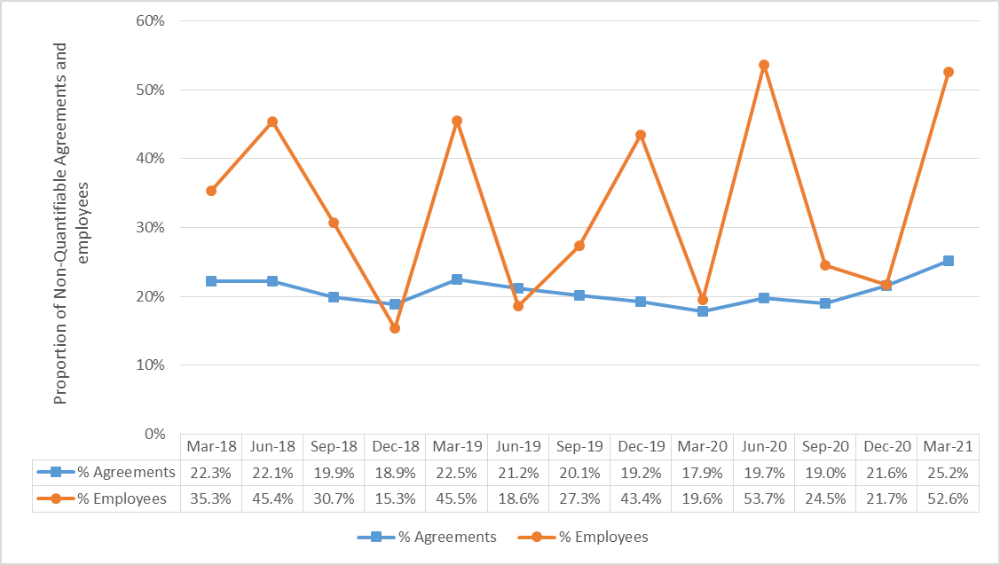 60%
50%
40%
30%
20%
10%
0%
Proportion of Non-Quantifiable Agreements and
employees
Mar-18 Jun-18 Sep-18 Dec-18 Mar-19 Jun-19 Sep-19 Dec-19 Mar-20 Jun-20 Sep-20 Dec-20 Mar-21
% Agreements 22.3% 22.1% 19.9% 18.9% 22.5% 21.2% 20.1% 19.2% 17.9% 19.7% 19.0% 21.6% 25.2%
% Employees 35.3% 45.4% 30.7% 15.3% 45.5% 18.6% 27.3% 43.4% 19.6% 53.7% 24.5% 21.7% 52.6%
% Agreements % Employees